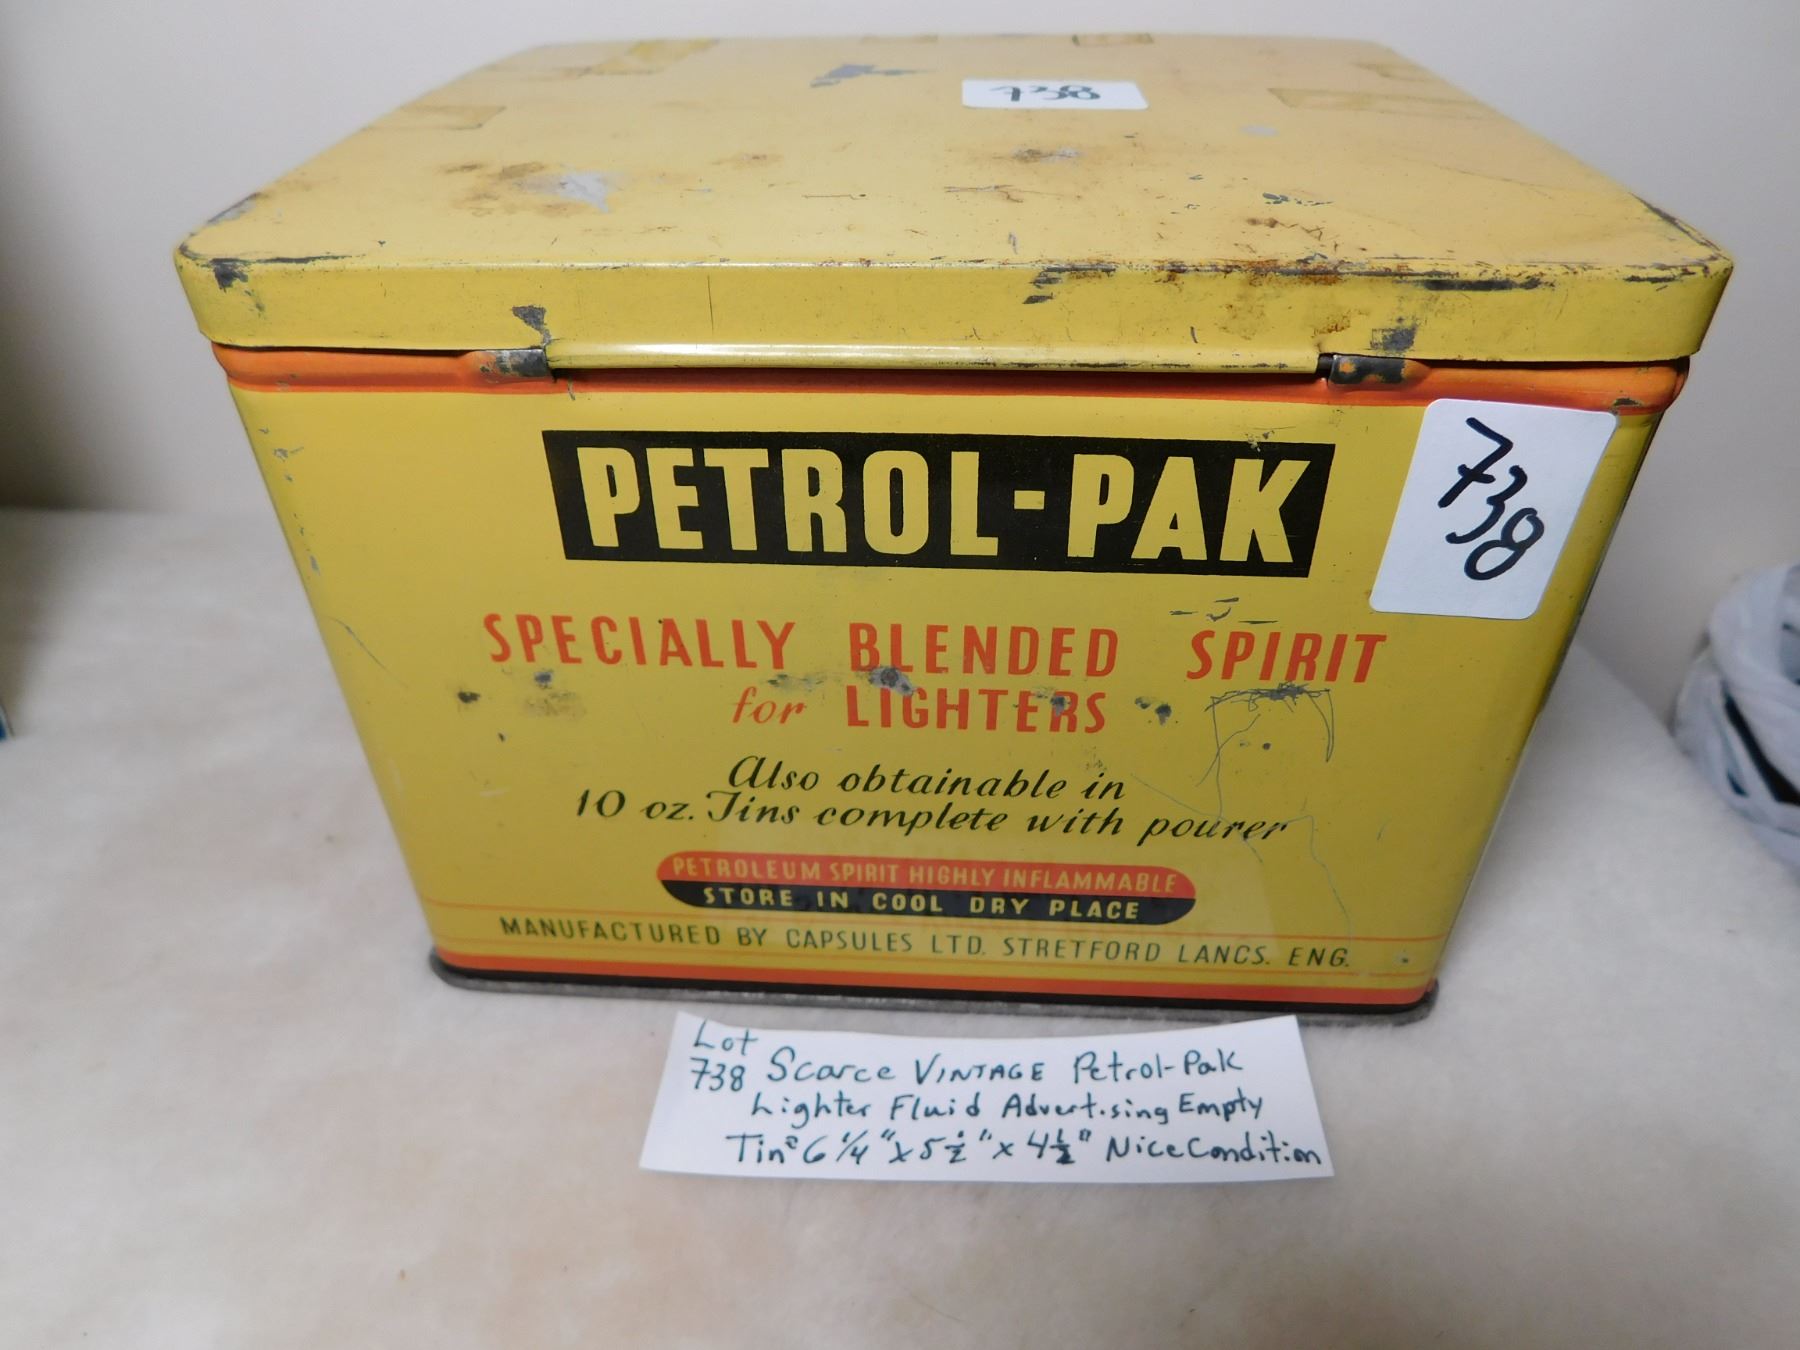 738
PETROL-PAK
738
SPECIALLY BLENDED SPIRIT
for LIGHTERS
Also obtainable in
10 oz. Tins complete with pourer
PETROLEUM SPIRIT HIGHLY INFLAMMABLE
STORE IN COOL DRY PLACE
MANUFACTURED BY CAPSULES LTD. STRETFORD LANCS. ENG.
Lot
738 Scarce VINTAGE Petrol-Pak
Lighter Fluid Advertising Empty
Tin 6 1/4" x 5 1/2" x 4 1/2" Nice Condition